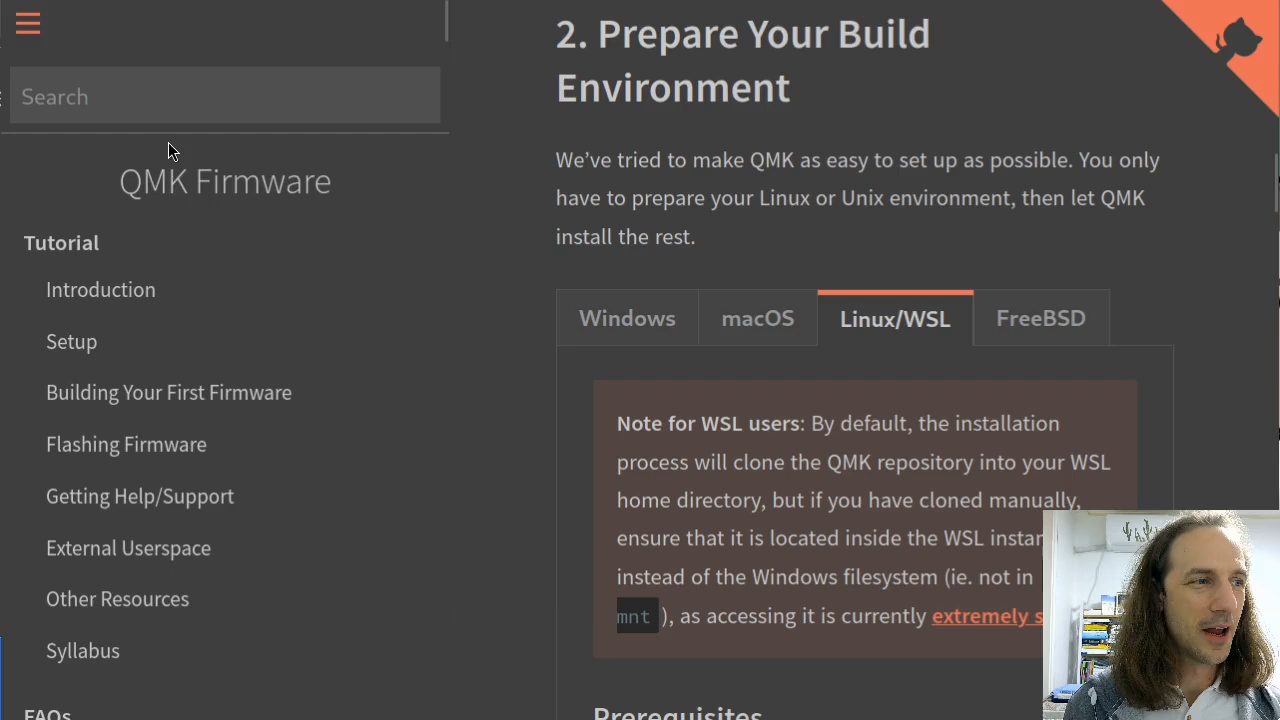 Search
QMK Firmware
Tutorial
Introduction
Setup
Building Your First Firmware
Flashing Firmware
Getting Help/Support
External Userspace
Other Resources
Syllabus
FAQs
2. Prepare Your Build
Environment
We’ve tried to make QMK as easy to set up as possible. You only
have to prepare your Linux or Unix environment, then let QMK
install the rest.
Windows macOS Linux/WSL FreeBSD
Note for WSL users: By default, the installation
process will clone the QMK repository into your WSL
home directory, but if you have cloned manually,
ensure that it is located inside the WSL
instead of the Windows filesystem (ie. not in
mnt ), as accessing it is currently extremely s
Prerequisites